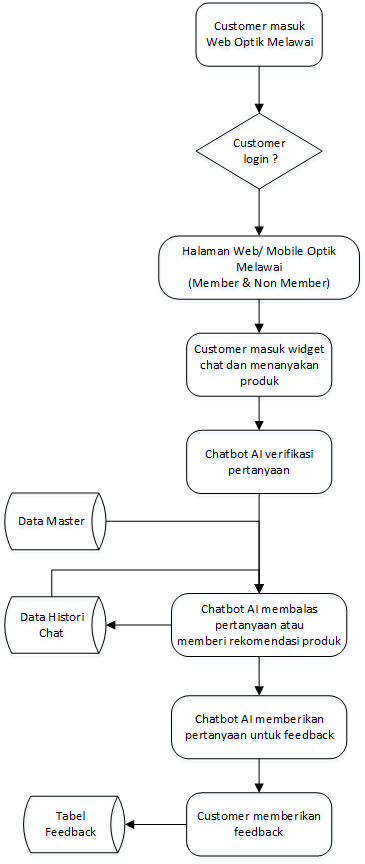 Customer masuk
Web Optik Melawai
Customer
login ?
Halaman Web/ Mobile Optik
Melawai
(Member & Non Member)
Customer masuk widget
chat dan menanyakan
produk
Chatbot AI verifikasi
pertanyaan
Data Master
Data Histori
Chat
Chatbot AI membalas
pertanyaan atau
memberi rekomendasi produk
Chatbot AI memberikan
pertanyaan untuk feedback
Tabel
Feedback
Customer memberikan
feedback